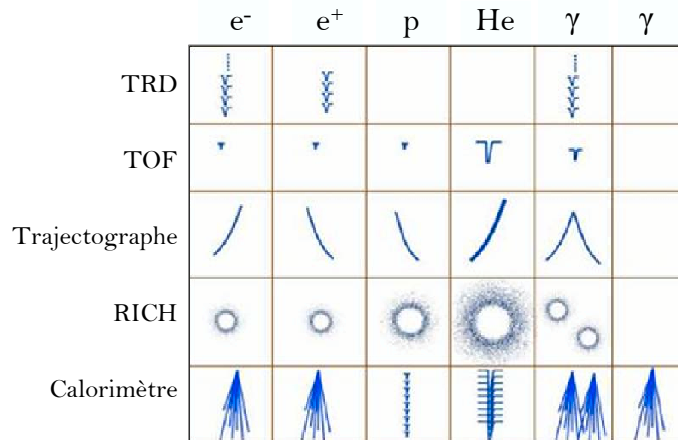 e⁻ e⁺ p He γ γ
TRD
TOF
Trajectographe
RICH
Calorimètre